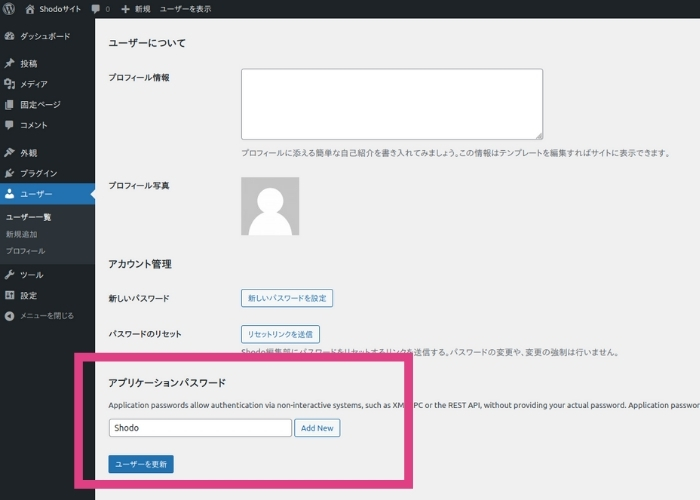 Shodoサイト 0 新規 ユーザーを表示
ダッシュボード
投稿
メディア
固定ページ
コメント
外観
プラグイン
ユーザー
ユーザー一覧
新規追加
プロフィール
ツール
設定
メニューを閉じる
ユーザーについて
プロフィール情報
プロフィールに添える簡単な自己紹介を書き入れてみましょう。この情報はテンプレートを編集すればサイトに表示できます。
プロフィール写真
アカウント管理
新しいパスワード 新しいパスワードを設定
パスワードのリセット リセットリンクを送信
Shodo編集部にパスワードをリセットするリンクを送信する。パスワードの変更や、変更の強制は行いません。
アプリケーションパスワード
Application passwords allow authentication via non-interactive systems, such as XM PC or the REST API, without providing your actual password. Application passwor
Shodo Add New
ユーザーを更新